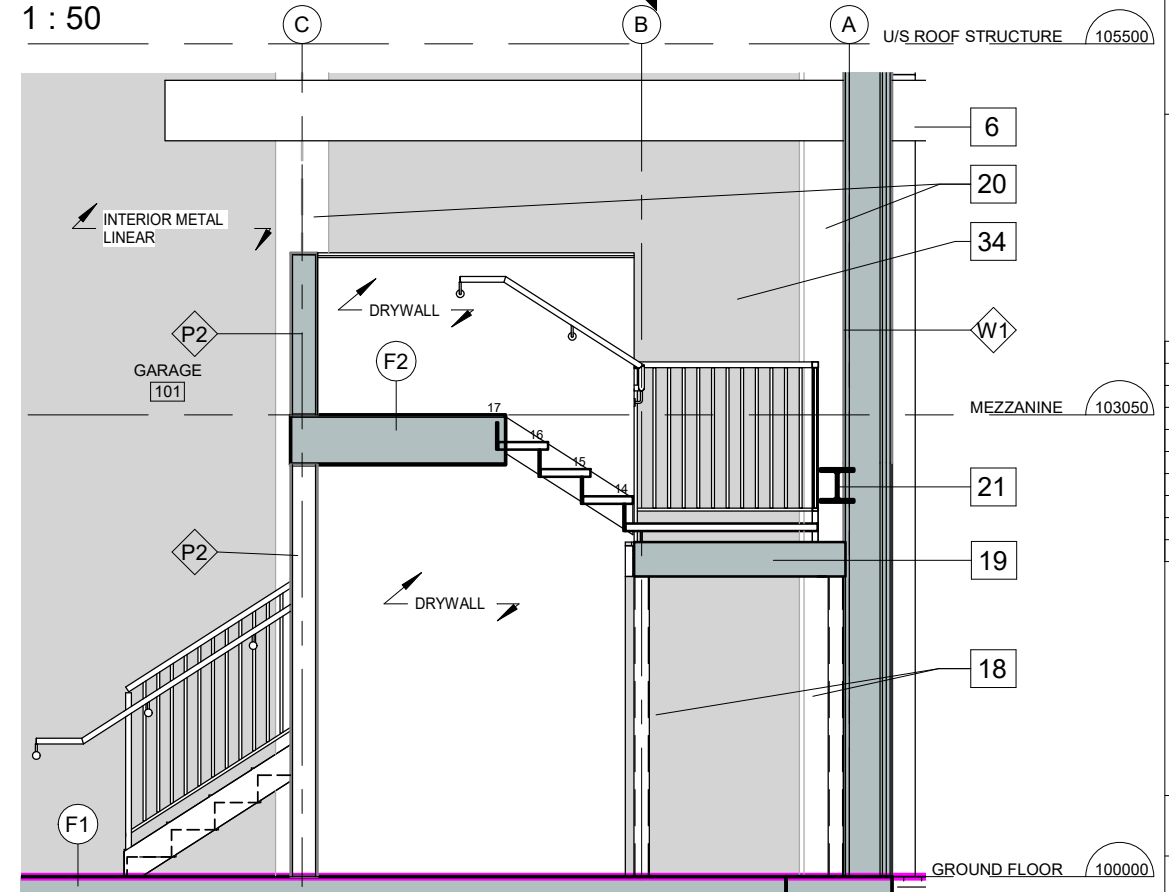 1 : 50
C
B
A
U/S ROOF STRUCTURE 105500
6
20
INTERIOR METAL
LINEAR
34
DRYWALL
P2
W1
F2
GARAGE
101
MEZZANINE 103050
17
16
15
14
21
P2
19
DRYWALL
18
F1
GROUND FLOOR 100000